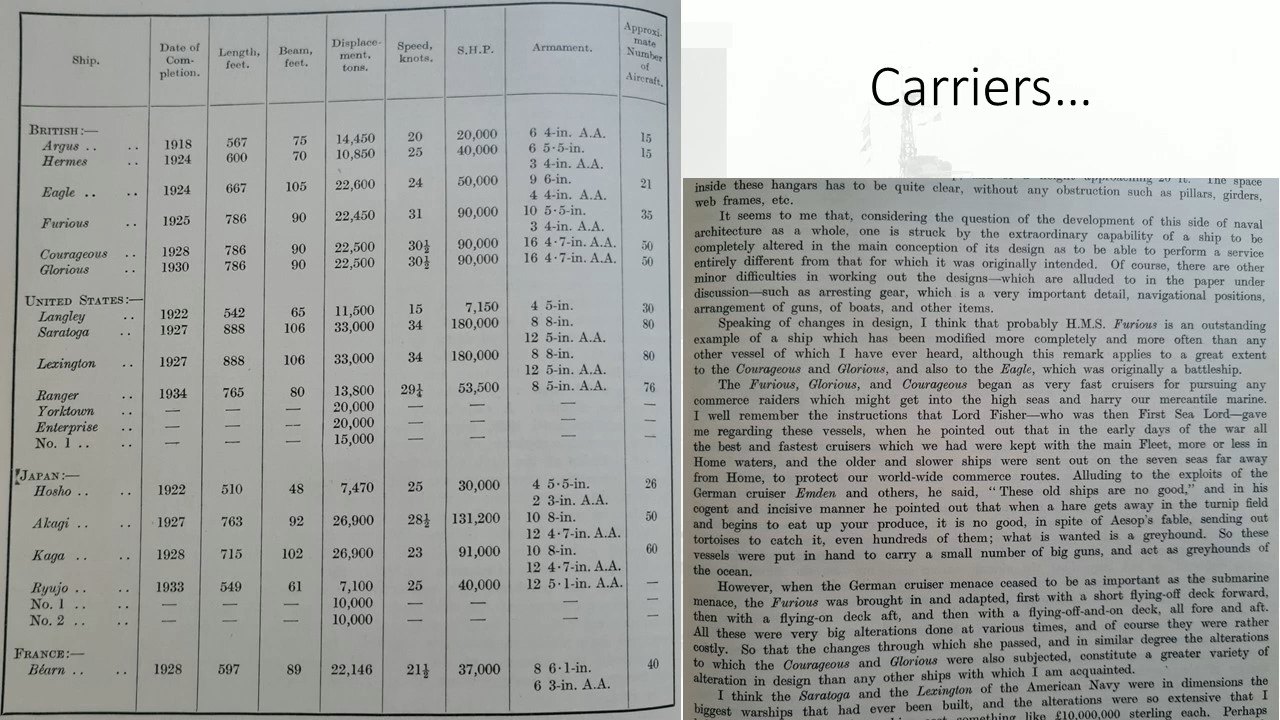 Ship. Date of Completion. Length, feet. Beam, feet. Displacement, tons. Speed, knots. S.H.P. Armament. Approximate Number of Aircraft.
BRITISH:—
Argus .. .. 1918 567 75 14,450 20 20,000 6 4-in. A.A. 15
Hermes .. 1924 600 70 10,850 25 40,000 6 5·5-in. 15
3 4-in. A.A.
Eagle .. .. 1924 667 105 22,600 24 50,000 9 6-in. 21
4 4-in. A.A.
Furious .. 1925 786 90 22,450 31 90,000 10 5·5-in. 35
3 4-in. A.A.
Courageous .. 1928 786 90 22,500 30½ 90,000 16 4·7-in. A.A. 50
Glorious .. 1930 786 90 22,500 30½ 90,000 16 4·7-in. A.A. 50
UNITED STATES:—
Langley .. 1922 542 65 11,500 15 7,150 4 5-in. 30
Saratoga .. 1927 888 106 33,000 34 180,000 8 8-in. 80
12 5-in. A.A.
Lexington .. 1927 888 106 33,000 34 180,000 8 8-in. 80
12 5-in. A.A.
Ranger .. 1934 765 80 13,800 29¼ 53,500 8 5-in. A.A. 76
Yorktown .. — — — 20,000 — — — —
Enterprise .. — — — 20,000 — — — —
No. 1 .. .. — — — 15,000 — — — —
JAPAN:—
Hosho .. .. 1922 510 48 7,470 25 30,000 4 5·5-in. 26
2 3-in. A.A.
Akagi .. .. 1927 763 92 26,900 28½ 131,200 10 8-in. 50
12 4·7-in. A.A.
Kaga .. .. 1928 715 102 26,900 23 91,000 10 8-in. 60
12 4·7-in. A.A.
Ryujo .. .. 1933 549 61 7,100 25 40,000 12 5·1-in. A.A. —
No. 1 .. .. — — — 10,000 — — — —
No. 2 .. .. — — — 10,000 — — — —
FRANCE:—
Béarn .. .. 1928 597 89 22,146 21½ 37,000 8 6·1-in. 40
6 3-in. A.A.
Carriers...
approaching 20 ft. The space
inside these hangars has to be quite clear, without any obstruction such as pillars, girders,
web frames, etc.
It seems to me that, considering the question of the development of this side of naval
architecture as a whole, one is struck by the extraordinary capability of a ship to be
completely altered in the main conception of its design as to be able to perform a service
entirely different from that for which it was originally intended. Of course, there are other
minor difficulties in working out the designs—which are alluded to in the paper under
discussion—such as arresting gear, which is a very important detail, navigational positions,
arrangement of guns, of boats, and other items.
Speaking of changes in design, I think that probably H.M.S. Furious is an outstanding
example of a ship which has been modified more completely and more often than any
other vessel of which I have ever heard, although this remark applies to a great extent
to the Courageous and Glorious, and also to the Eagle, which was originally a battleship.
The Furious, Glorious, and Courageous began as very fast cruisers for pursuing any
commerce raiders which might get into the high seas and harry our mercantile marine.
I well remember the instructions that Lord Fisher—who was then First Sea Lord—gave
me regarding these vessels, when he pointed out that in the early days of the war all
the best and fastest cruisers which we had were kept with the main Fleet, more or less in
Home waters, and the older and slower ships were sent out on the seven seas far away
from Home, to protect our world-wide commerce routes. Alluding to the exploits of the
German cruiser Emden and others, he said, "These old ships are no good," and in his
cogent and incisive manner he pointed out that when a hare gets away in the turnip field
and begins to eat up your produce, it is no good, in spite of Aesop's fable, sending out
tortoises to catch it, even hundreds of them; what is wanted is a greyhound. So these
vessels were put in hand to carry a small number of big guns, and act as greyhounds of
the ocean.
However, when the German cruiser menace ceased to be as important as the submarine
menace, the Furious was brought in and adapted, first with a short flying-off deck forward,
then with a flying-on deck aft, and then with a flying-off-and-on deck, all fore and aft.
All these were very big alterations done at various times, and of course they were rather
costly. So that the changes through which she passed, and in similar degree the alterations
to which the Courageous and Glorious were also subjected, constitute a greater variety of
alteration in design than any other ships with which I am acquainted.
I think the Saratoga and the Lexington of the American Navy were in dimensions the
biggest warships that had ever been built, and the alterations were so extensive that I
something like £10,000,000 sterling each. Perhaps